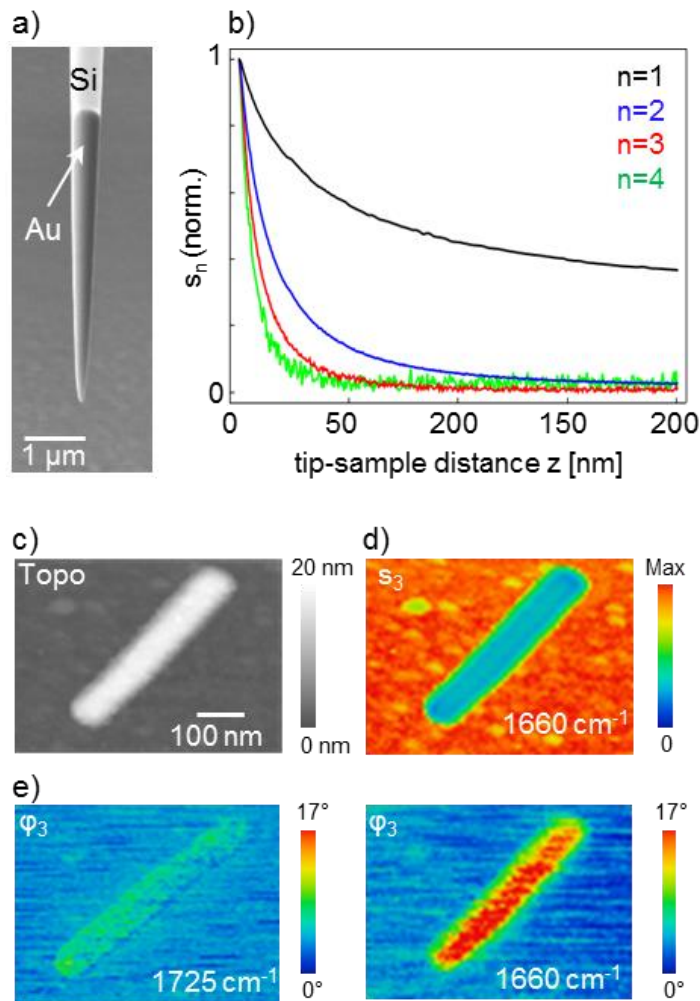 a)
Si
Au
1 µm
b)
1
0
sₙ (norm.)
n=1
n=2
n=3
n=4
0 50 200 150 200
tip-sample distance z [nm]
c)
Topo
100 nm
20 nm
0 nm
d)
s₃
1660 cm⁻¹
Max
0
e)
φ₃
1725 cm⁻¹
17°
0°
φ₃
1660 cm⁻¹
17°
0°